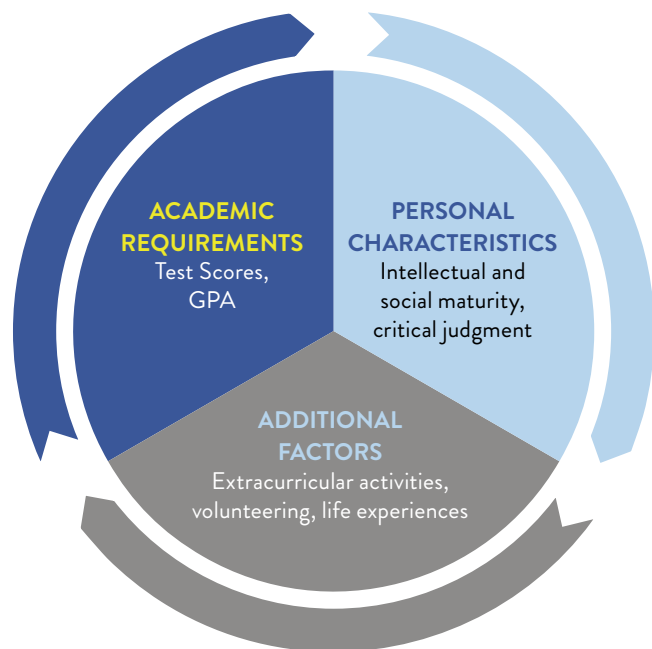 ACADEMIC
REQUIREMENTS
Test Scores,
GPA
PERSONAL
CHARACTERISTICS
Intellectual and
social maturity,
critical judgment
ADDITIONAL
FACTORS
Extracurricular activities,
volunteering, life experiences